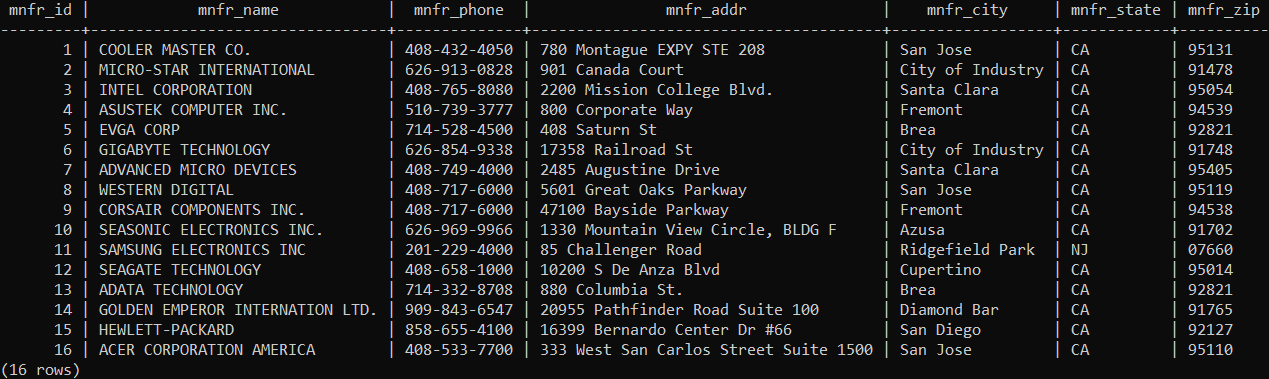 mnfr_id | mnfr_name | mnfr_phone | mnfr_addr | mnfr_city | mnfr_state | mnfr_zip
---------+---------------------------------+--------------+---------------------------------------+------------------+------------+----------
1 | COOLER MASTER CO. | 408-432-4050 | 780 Montague EXPY STE 208 | San Jose | CA | 95131
2 | MICRO-STAR INTERNATIONAL | 626-913-0828 | 901 Canada Court | City of Industry | CA | 91478
3 | INTEL CORPORATION | 408-765-8080 | 2200 Mission College Blvd. | Santa Clara | CA | 95054
4 | ASUSTEK COMPUTER INC. | 510-739-3777 | 800 Corporate Way | Fremont | CA | 94539
5 | EVGA CORP | 714-528-4500 | 408 Saturn St | Brea | CA | 92821
6 | GIGABYTE TECHNOLOGY | 626-854-9338 | 17358 Railroad St | City of Industry | CA | 91748
7 | ADVANCED MICRO DEVICES | 408-749-4000 | 2485 Augustine Drive | Santa Clara | CA | 95405
8 | WESTERN DIGITAL | 408-717-6000 | 5601 Great Oaks Parkway | San Jose | CA | 95119
9 | CORSAIR COMPONENTS INC. | 408-717-6000 | 47100 Bayside Parkway | Fremont | CA | 94538
10 | SEASONIC ELECTRONICS INC. | 626-969-9966 | 1330 Mountain View Circle, BLDG F | Azusa | CA | 91702
11 | SAMSUNG ELECTRONICS INC | 201-229-4000 | 85 Challenger Road | Ridgefield Park | NJ | 07660
12 | SEAGATE TECHNOLOGY | 408-658-1000 | 10200 S De Anza Blvd | Cupertino | CA | 95014
13 | ADATA TECHNOLOGY | 714-332-8708 | 880 Columbia St. | Brea | CA | 92821
14 | GOLDEN EMPEROR INTERNATION LTD. | 909-843-6547 | 20955 Pathfinder Road Suite 100 | Diamond Bar | CA | 91765
15 | HEWLETT-PACKARD | 858-655-4100 | 16399 Bernardo Center Dr #66 | San Diego | CA | 92127
16 | ACER CORPORATION AMERICA | 408-533-7700 | 333 West San Carlos Street Suite 1500 | San Jose | CA | 95110
(16 rows)